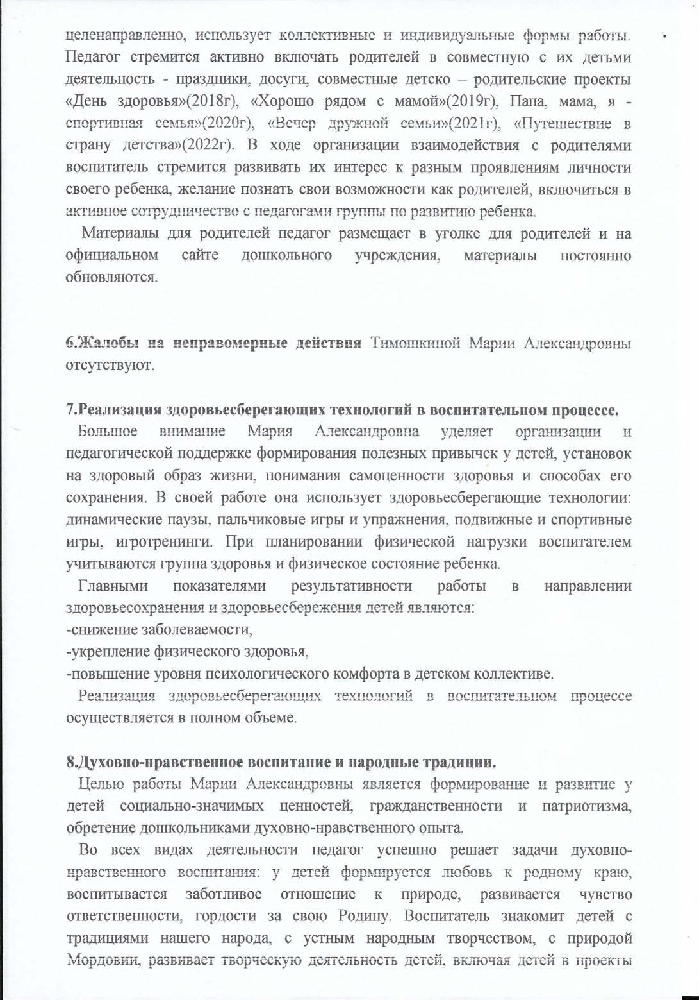 целенаправленно, использует коллективные и индивидуальные формы работы.
Педагог стремится активно включать родителей в совместную с их детьми
деятельность - праздники, досуги, совместные детско – родительские проекты
«День здоровья»(2018г), «Хорошо рядом с мамой»(2019г), Папа, мама, я -
спортивная семья»(2020г), «Вечер дружной семьи»(2021г), «Путешествие в
страну детства»(2022г). В ходе организации взаимодействия с родителями
воспитатель стремится развивать их интерес к разным проявлениям личности
своего ребенка, желание познать свои возможности как родителей, включиться в
активное сотрудничество с педагогами группы по развитию ребенка.
Материалы для родителей педагог размещает в уголке для родителей и на
официальном сайте дошкольного учреждения, материалы постоянно
обновляются.
6.Жалобы на неправомерные действия Тимошкиной Марии Александровны
отсутствуют.
7.Реализация здоровьесберегающих технологий в воспитательном процессе.
Большое внимание Мария Александровна уделяет организации и
педагогической поддержке формирования полезных привычек у детей, установок
на здоровый образ жизни, понимания самоценности здоровья и способах его
сохранения. В своей работе она использует здоровьесберегающие технологии:
динамические паузы, пальчиковые игры и упражнения, подвижные и спортивные
игры, игротренинги. При планировании физической нагрузки воспитателем
учитываются группа здоровья и физическое состояние ребенка.
Главными показателями результативности работы в направлении
здоровьесохранения и здоровьесбережения детей являются:
-снижение заболеваемости,
-укрепление физического здоровья,
-повышение уровня психологического комфорта в детском коллективе.
Реализация здоровьесберегающих технологий в воспитательном процессе
осуществляется в полном объеме.
8.Духовно-нравственное воспитание и народные традиции.
Целью работы Марии Александровны является формирование и развитие у
детей социально-значимых ценностей, гражданственности и патриотизма,
обретение дошкольниками духовно-нравственного опыта.
Во всех видах деятельности педагог успешно решает задачи духовно-
нравственного воспитания: у детей формируется любовь к родному краю,
воспитывается заботливое отношение к природе, развивается чувство
ответственности, гордости за свою Родину. Воспитатель знакомит детей с
традициями нашего народа, с устным народным творчеством, с природой
Мордовии, развивает творческую деятельность детей, включая детей в проекты